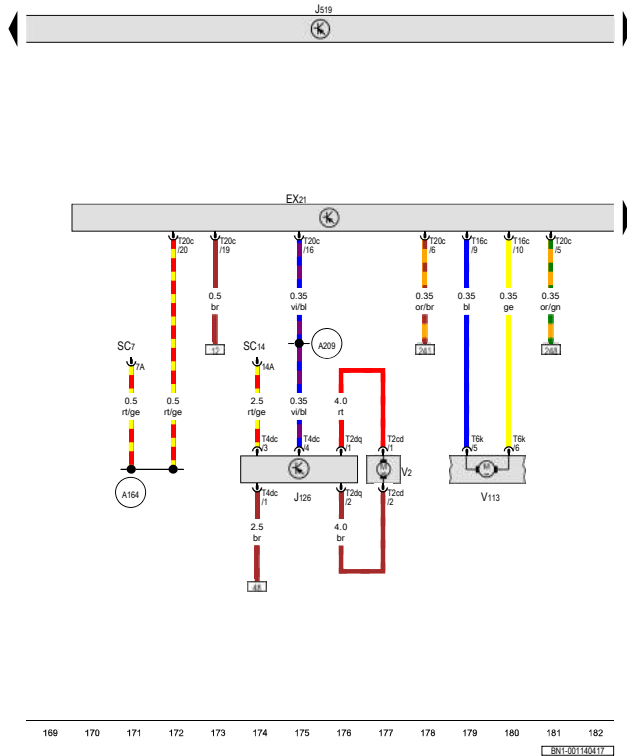 J519
EX21
T20c /20
T20c /19
T20c /16
T20c /6
T16c /9
T16c /10
T20c /5
0.5 br
0.35 vi/bl
0.35 or/br
0.35 bl
0.35 ge
0.35 or/gn
12
A209
241
248
SC7
7A
SC14
14A
0.5 rt/ge
0.5 rt/ge
2.5 rt/ge
0.35 vi/bl
4.0 rt
T4dc /3
T4dc /4
T2dq /1
T2cd /1
T6k /5
T6k /6
M
V2
M
A164
J126
V113
T4dc /1
T2dq /2
T2cd /2
2.5 br
4.0 br
48
169 170 171 172 173 174 175 176 177 178 179 180 181 182
BN1-001140417